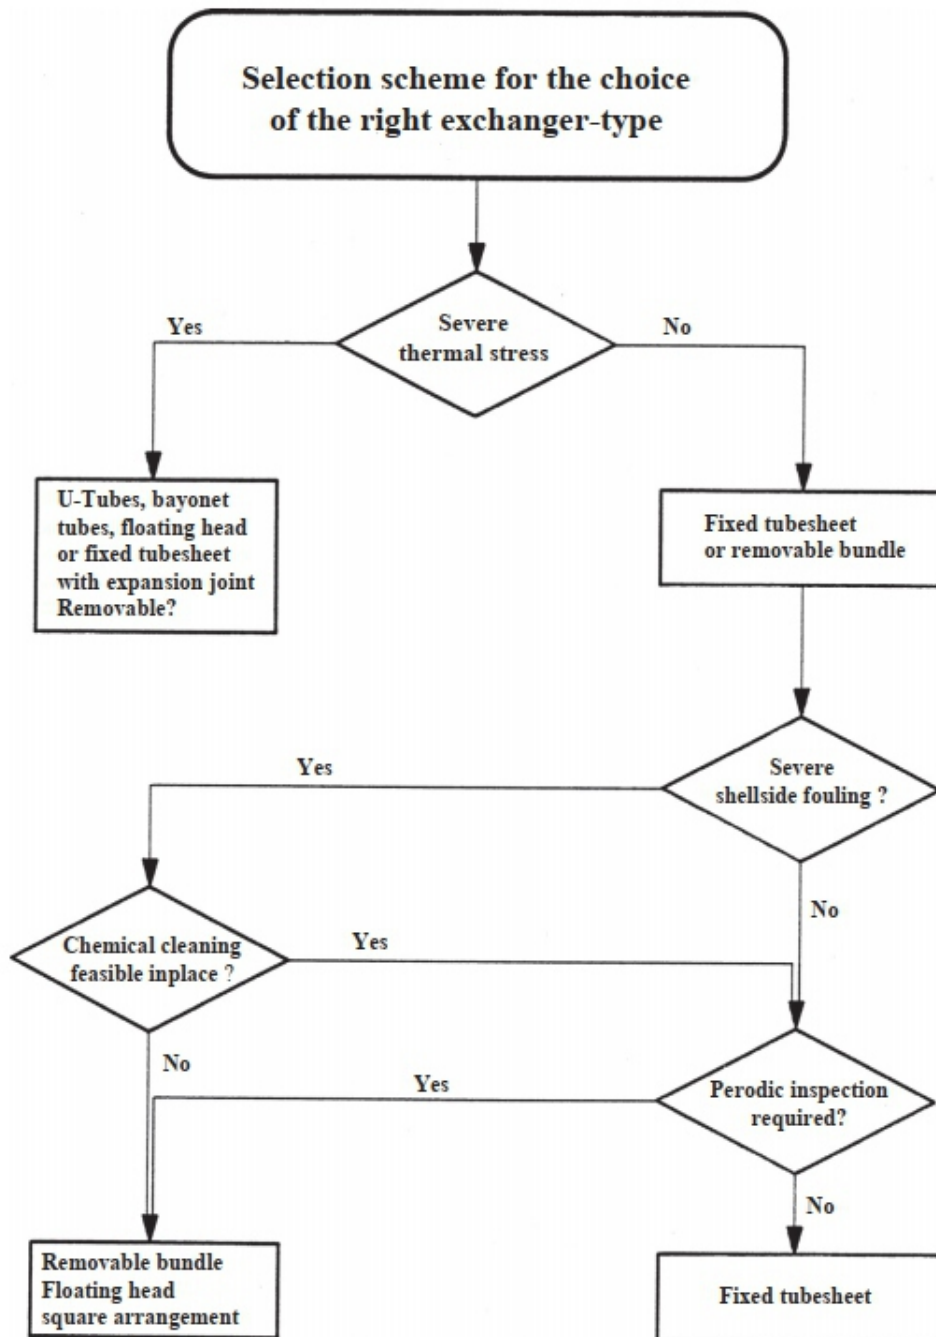 Selection scheme for the choice
of the right exchanger-type
Severe
thermal stress
Yes
No
U-Tubes, bayonet
tubes, floating head
or fixed tubesheet
with expansion joint
Removable?
Fixed tubesheet
or removable bundle
Severe
shellside fouling ?
Yes
No
Chemical cleaning
feasible inplace ?
Yes
No
Perodic inspection
required?
Yes
No
Removable bundle
Floating head
square arrangement
Fixed tubesheet